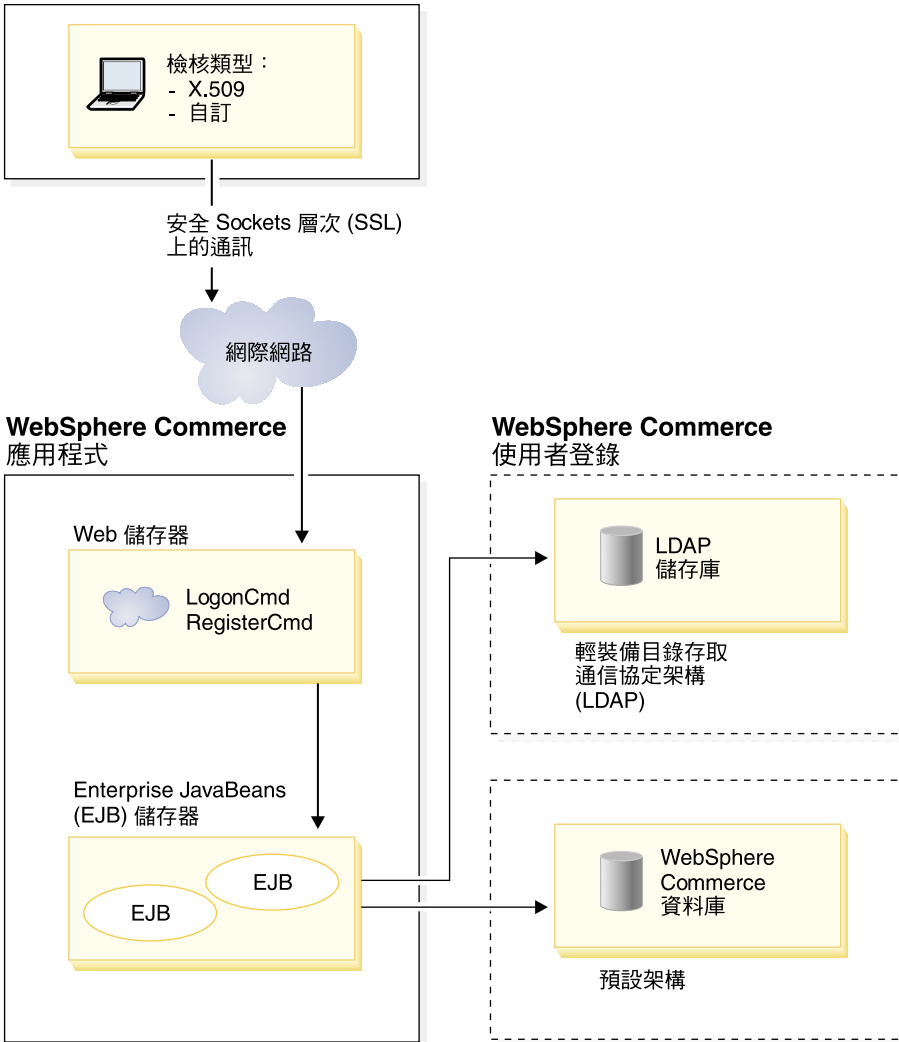 檢核類型：
- X.509
- 自訂
安全 Sockets 層次 (SSL)
上的通訊
網際網路
WebSphere Commerce
應用程式
Web 儲存器
LogonCmd
RegisterCmd
Enterprise JavaBeans
(EJB) 儲存器
EJB
EJB
WebSphere Commerce
使用者登錄
LDAP
儲存庫
輕裝備目錄存取
通信協定架構
(LDAP)
WebSphere
Commerce
資料庫
預設架構